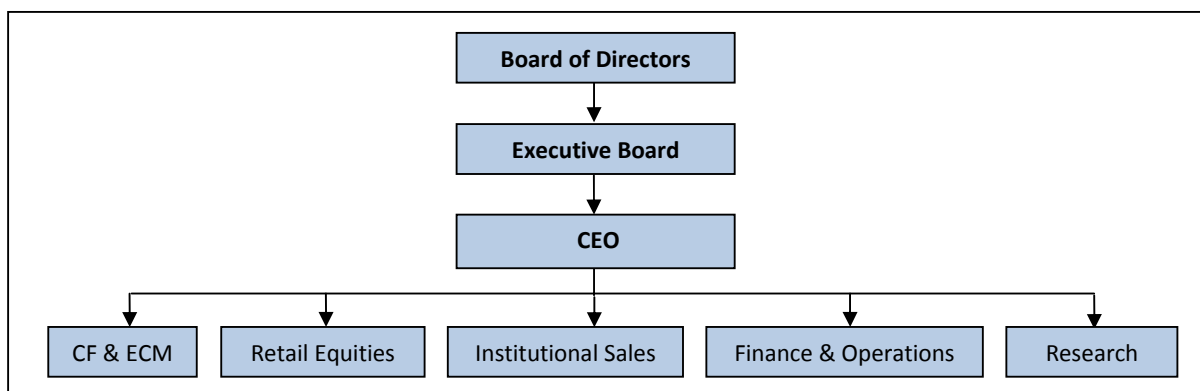 Board of Directors
Executive Board
CEO
CF & ECM
Retail Equities
Institutional Sales
Finance & Operations
Research